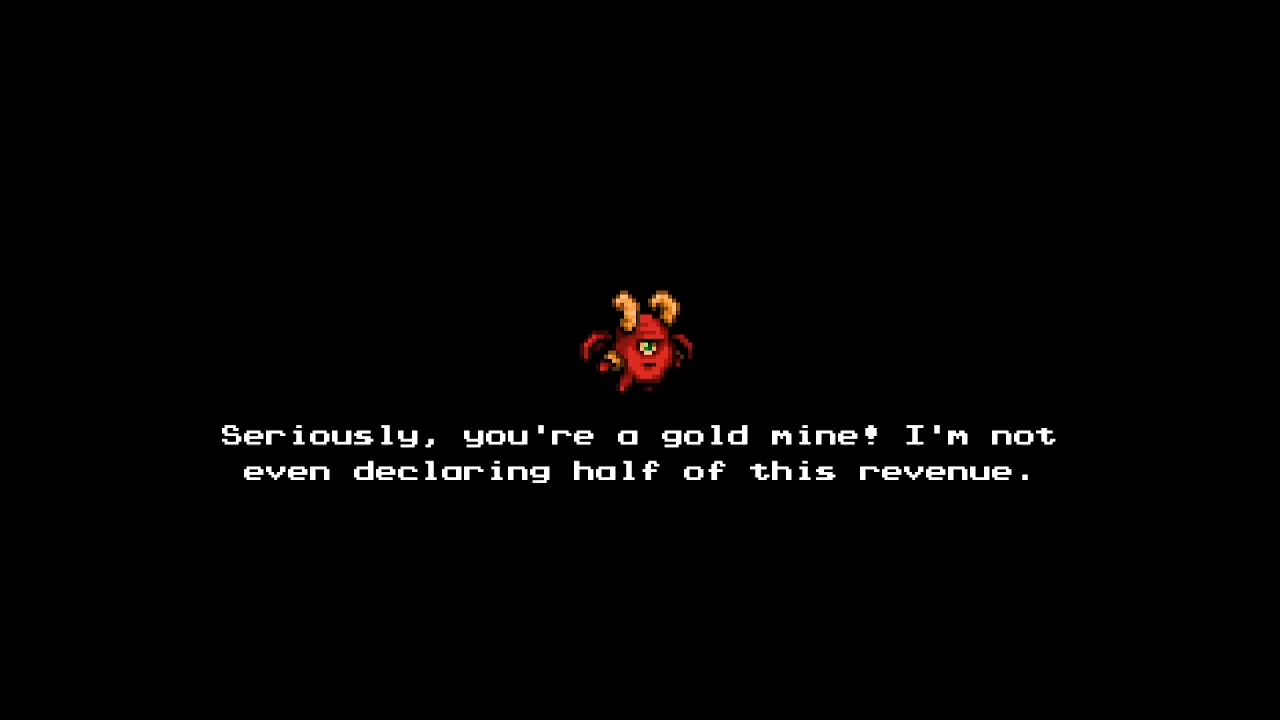 Seriously, you're a gold mine! I'm not
even declaring half of this revenue.